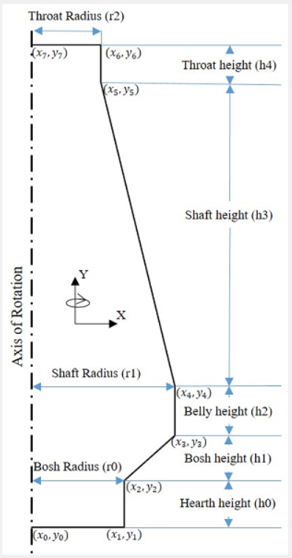 Throat Radius (r2)
(x₇, y₇)
(x₆, y₆)
Throat height (h4)
(x₅, y₅)
Shaft height (h3)
Y
X
Axis of Rotation
Shaft Radius (r1)
(x₄, y₄)
Belly height (h2)
(x₃, y₃)
Bosh height (h1)
Bosh Radius (r0)
(x₂, y₂)
Hearth height (h0)
(x₀, y₀)
(x₁, y₁)